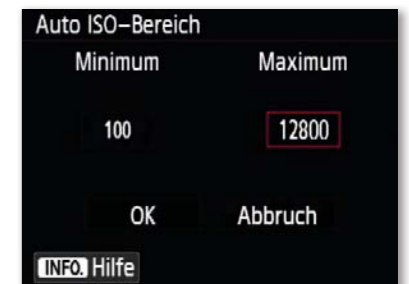 Auto ISO-Bereich
Minimum Maximum
100 12800
OK Abbruch
INFO. Hilfe